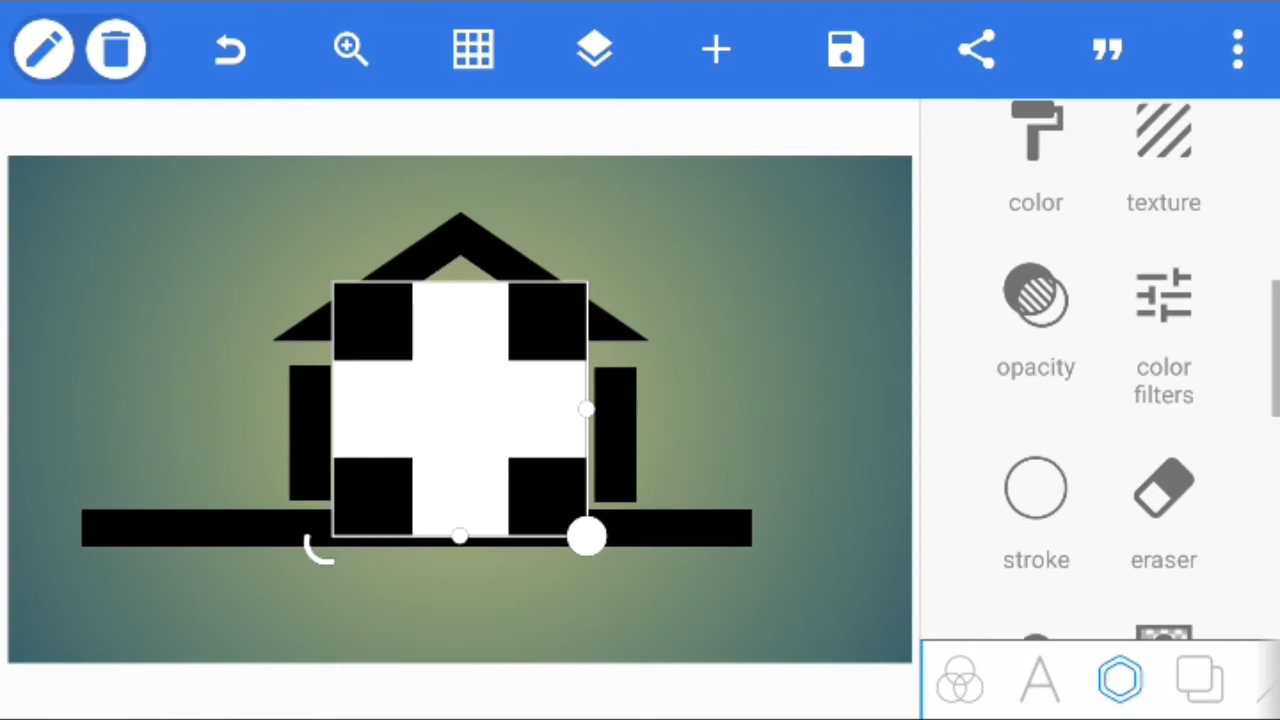 color texture
opacity color
filters
stroke eraser